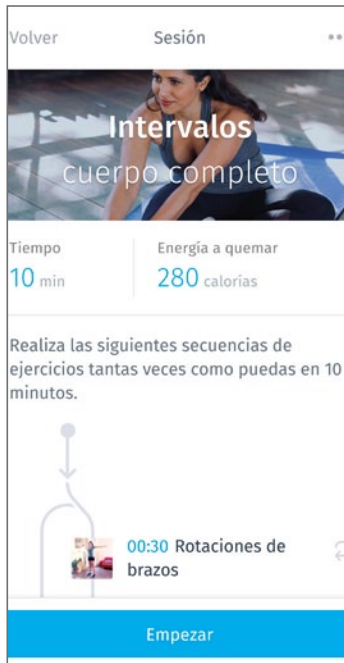 Volver Sesión
Intervalos
cuerpo completo
Tiempo Energía a quemar
10 min 280 calorías
Realiza las siguientes secuencias de
ejercicios tantas veces como puedas en 10
minutos.
00:30 Rotaciones de
brazos
Empezar